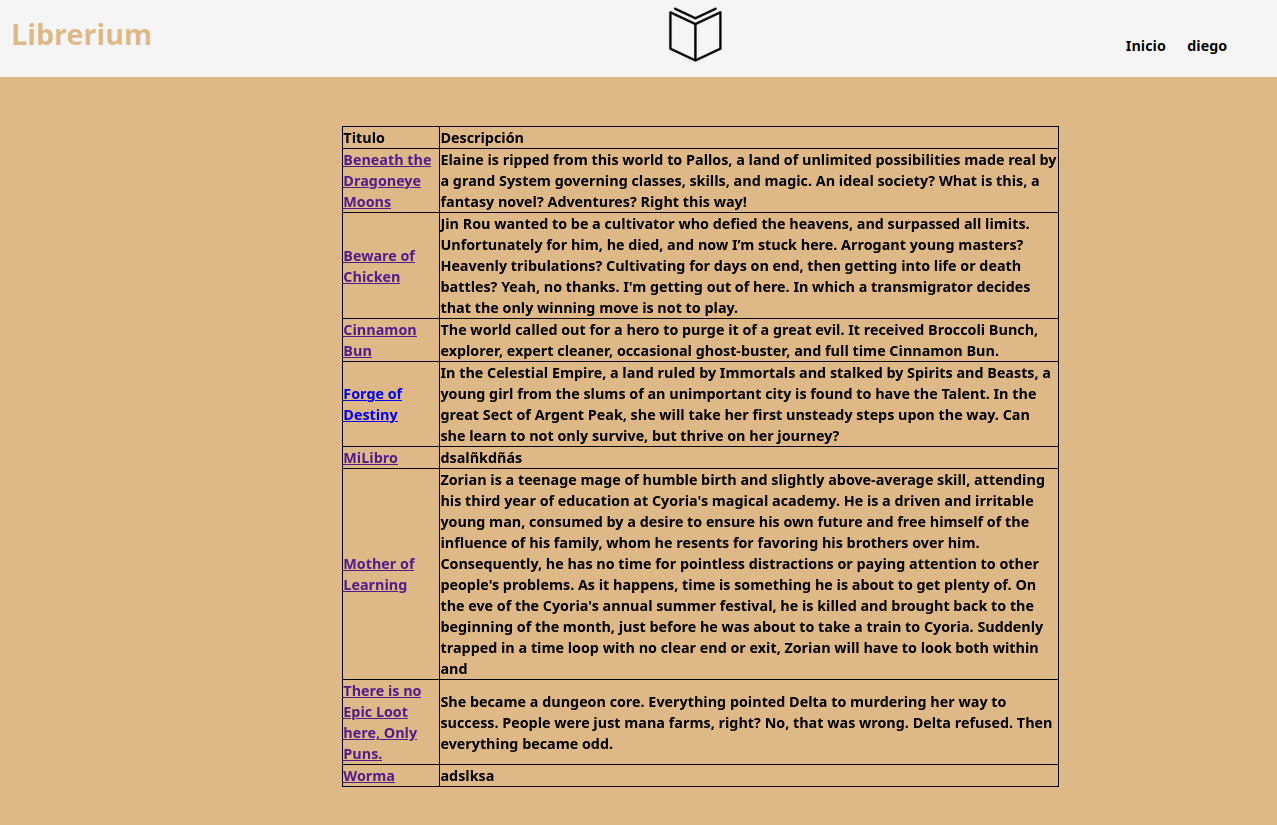 Librerium
Inicio diego
Titulo Descripción
Beneath the
Dragoneye
Moons
Elaine is ripped from this world to Pallos, a land of unlimited possibilities made real by
a grand System governing classes, skills, and magic. An ideal society? What is this, a
fantasy novel? Adventures? Right this way!
Beware of
Chicken
Jin Rou wanted to be a cultivator who defied the heavens, and surpassed all limits.
Unfortunately for him, he died, and now I’m stuck here. Arrogant young masters?
Heavenly tribulations? Cultivating for days on end, then getting into life or death
battles? Yeah, no thanks. I'm getting out of here. In which a transmigrator decides
that the only winning move is not to play.
Cinnamon
Bun
The world called out for a hero to purge it of a great evil. It received Broccoli Bunch,
explorer, expert cleaner, occasional ghost-buster, and full time Cinnamon Bun.
Forge of
Destiny
In the Celestial Empire, a land ruled by Immortals and stalked by Spirits and Beasts, a
young girl from the slums of an unimportant city is found to have the Talent. In the
great Sect of Argent Peak, she will take her first unsteady steps upon the way. Can
she learn to not only survive, but thrive on her journey?
MiLibro
dsalñkdñás
Mother of
Learning
Zorian is a teenage mage of humble birth and slightly above-average skill, attending
his third year of education at Cyoria's magical academy. He is a driven and irritable
young man, consumed by a desire to ensure his own future and free himself of the
influence of his family, whom he resents for favoring his brothers over him.
Consequently, he has no time for pointless distractions or paying attention to other
people's problems. As it happens, time is something he is about to get plenty of. On
the eve of the Cyoria's annual summer festival, he is killed and brought back to the
beginning of the month, just before he was about to take a train to Cyoria. Suddenly
trapped in a time loop with no clear end or exit, Zorian will have to look both within
and
There is no
Epic Loot
here, Only
Puns.
She became a dungeon core. Everything pointed Delta to murdering her way to
success. People were just mana farms, right? No, that was wrong. Delta refused. Then
everything became odd.
Worma
adslksa